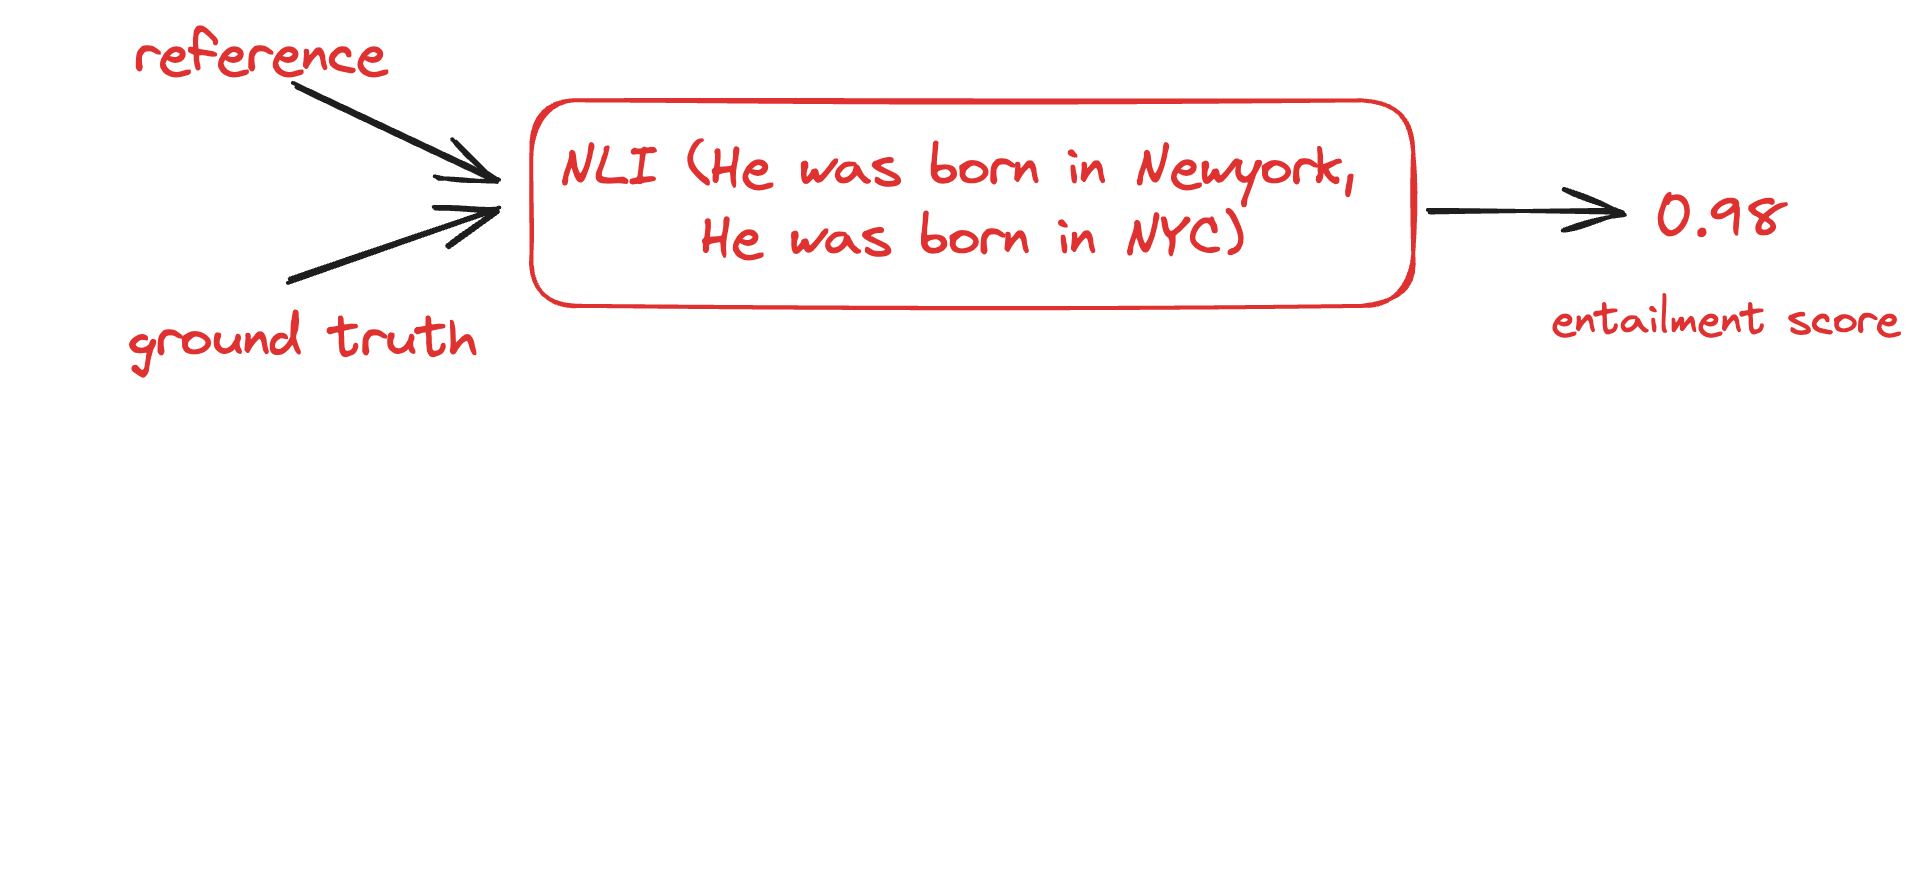 reference
NLI (He was born in Newyork,
He was born in NYC)
0.98
ground truth
entailment score